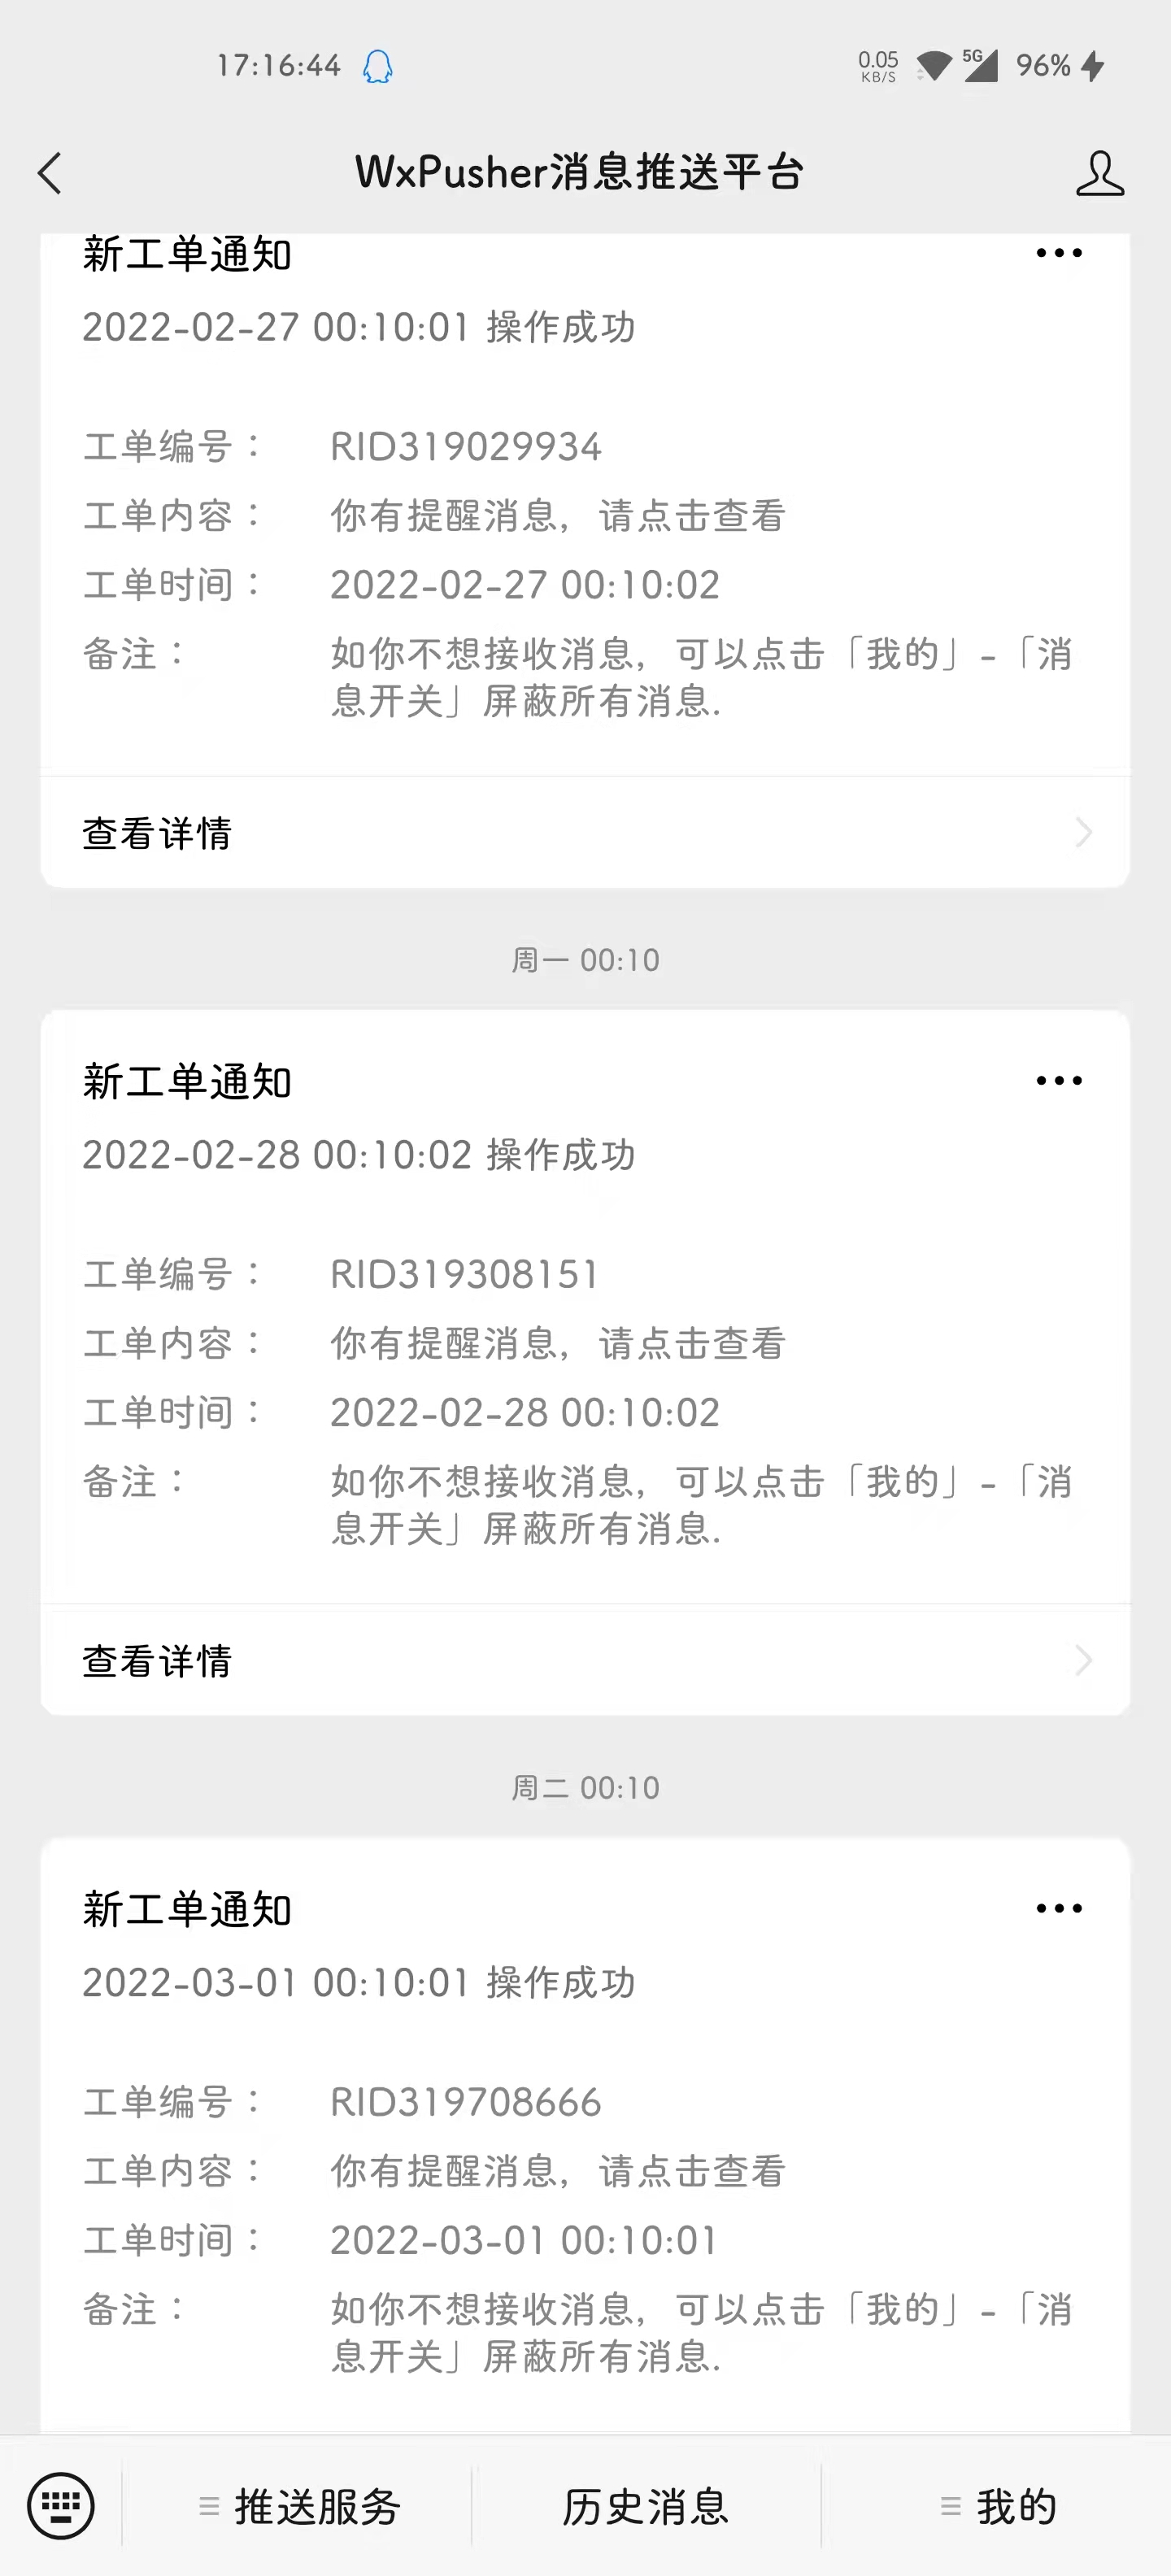 17:16:44
0.05 KB/S 5G 96%
WxPusher消息推送平台
新工单通知
2022-02-27 00:10:01 操作成功
工单编号： RID319029934
工单内容： 你有提醒消息，请点击查看
工单时间： 2022-02-27 00:10:02
备注： 如你不想接收消息，可以点击「我的」-「消
息开关」屏蔽所有消息.
查看详情
周一 00:10
新工单通知
2022-02-28 00:10:02 操作成功
工单编号： RID319308151
工单内容： 你有提醒消息，请点击查看
工单时间： 2022-02-28 00:10:02
备注： 如你不想接收消息，可以点击「我的」-「消
息开关」屏蔽所有消息.
查看详情
周二 00:10
新工单通知
2022-03-01 00:10:01 操作成功
工单编号： RID319708666
工单内容： 你有提醒消息，请点击查看
工单时间： 2022-03-01 00:10:01
备注： 如你不想接收消息，可以点击「我的」-「消
息开关」屏蔽所有消息.
推送服务 历史消息 我的